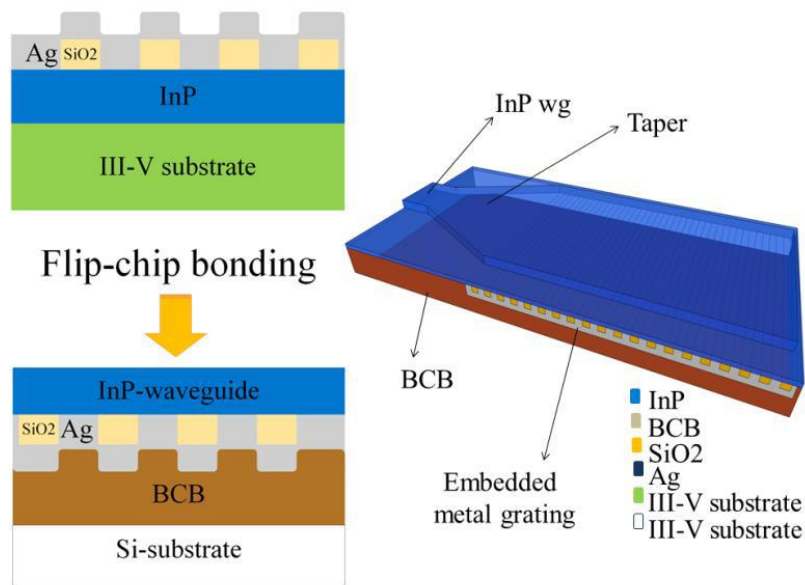 Ag
SiO2
InP
III-V substrate
Flip-chip bonding
InP-waveguide
SiO2
Ag
BCB
Si-substrate
InP wg
Taper
BCB
Embedded
metal grating
InP
BCB
SiO2
Ag
III-V substrate
III-V substrate